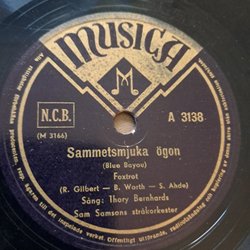 MUSICA
M
N.C.B.
(M 3166)
A 3138
Sammetsmjuka ögon
(Blue Bayou)
Foxtrot
(R. Gilbert — B. Worth — S. Ahde)
Sång: Thory Bernhards
Sam Samsons stråkorkester